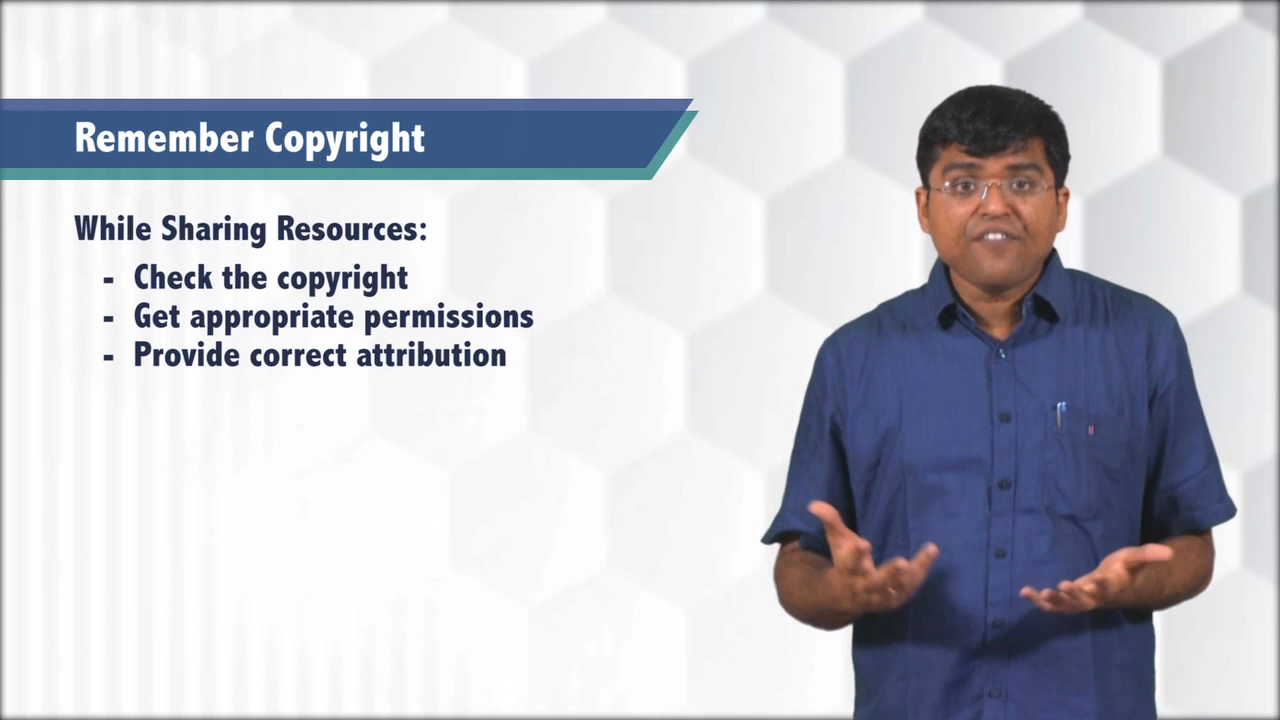 Remember Copyright
While Sharing Resources:
- Check the copyright
- Get appropriate permissions
- Provide correct attribution